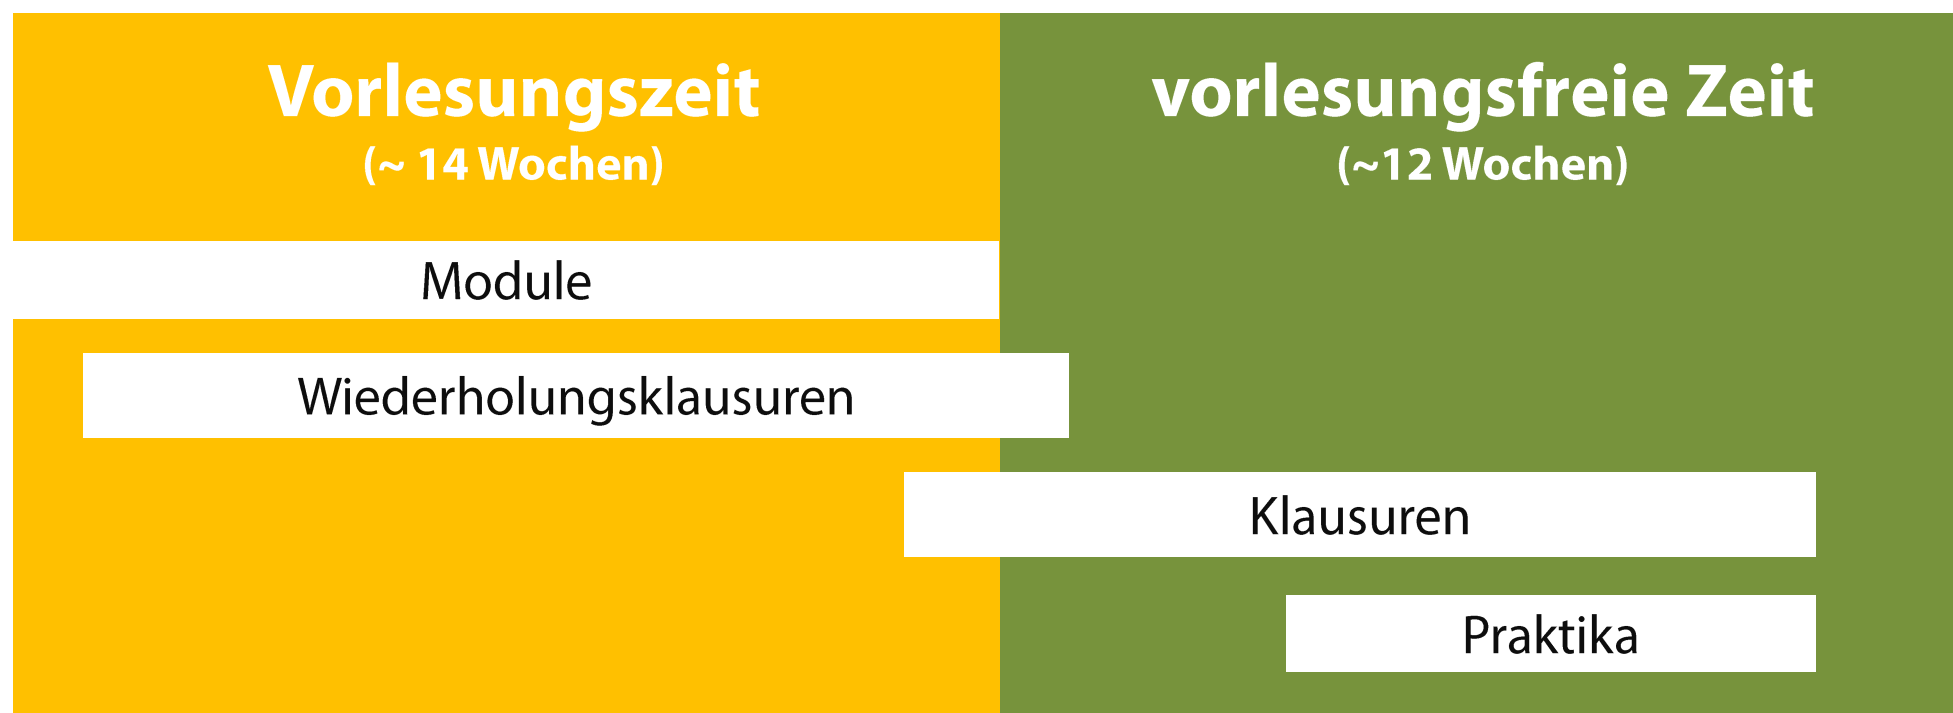 Vorlesungszeit
(~ 14 Wochen)
vorlesungsfreie Zeit
(~12 Wochen)
Module
Wiederholungsklausuren
Klausuren
Praktika